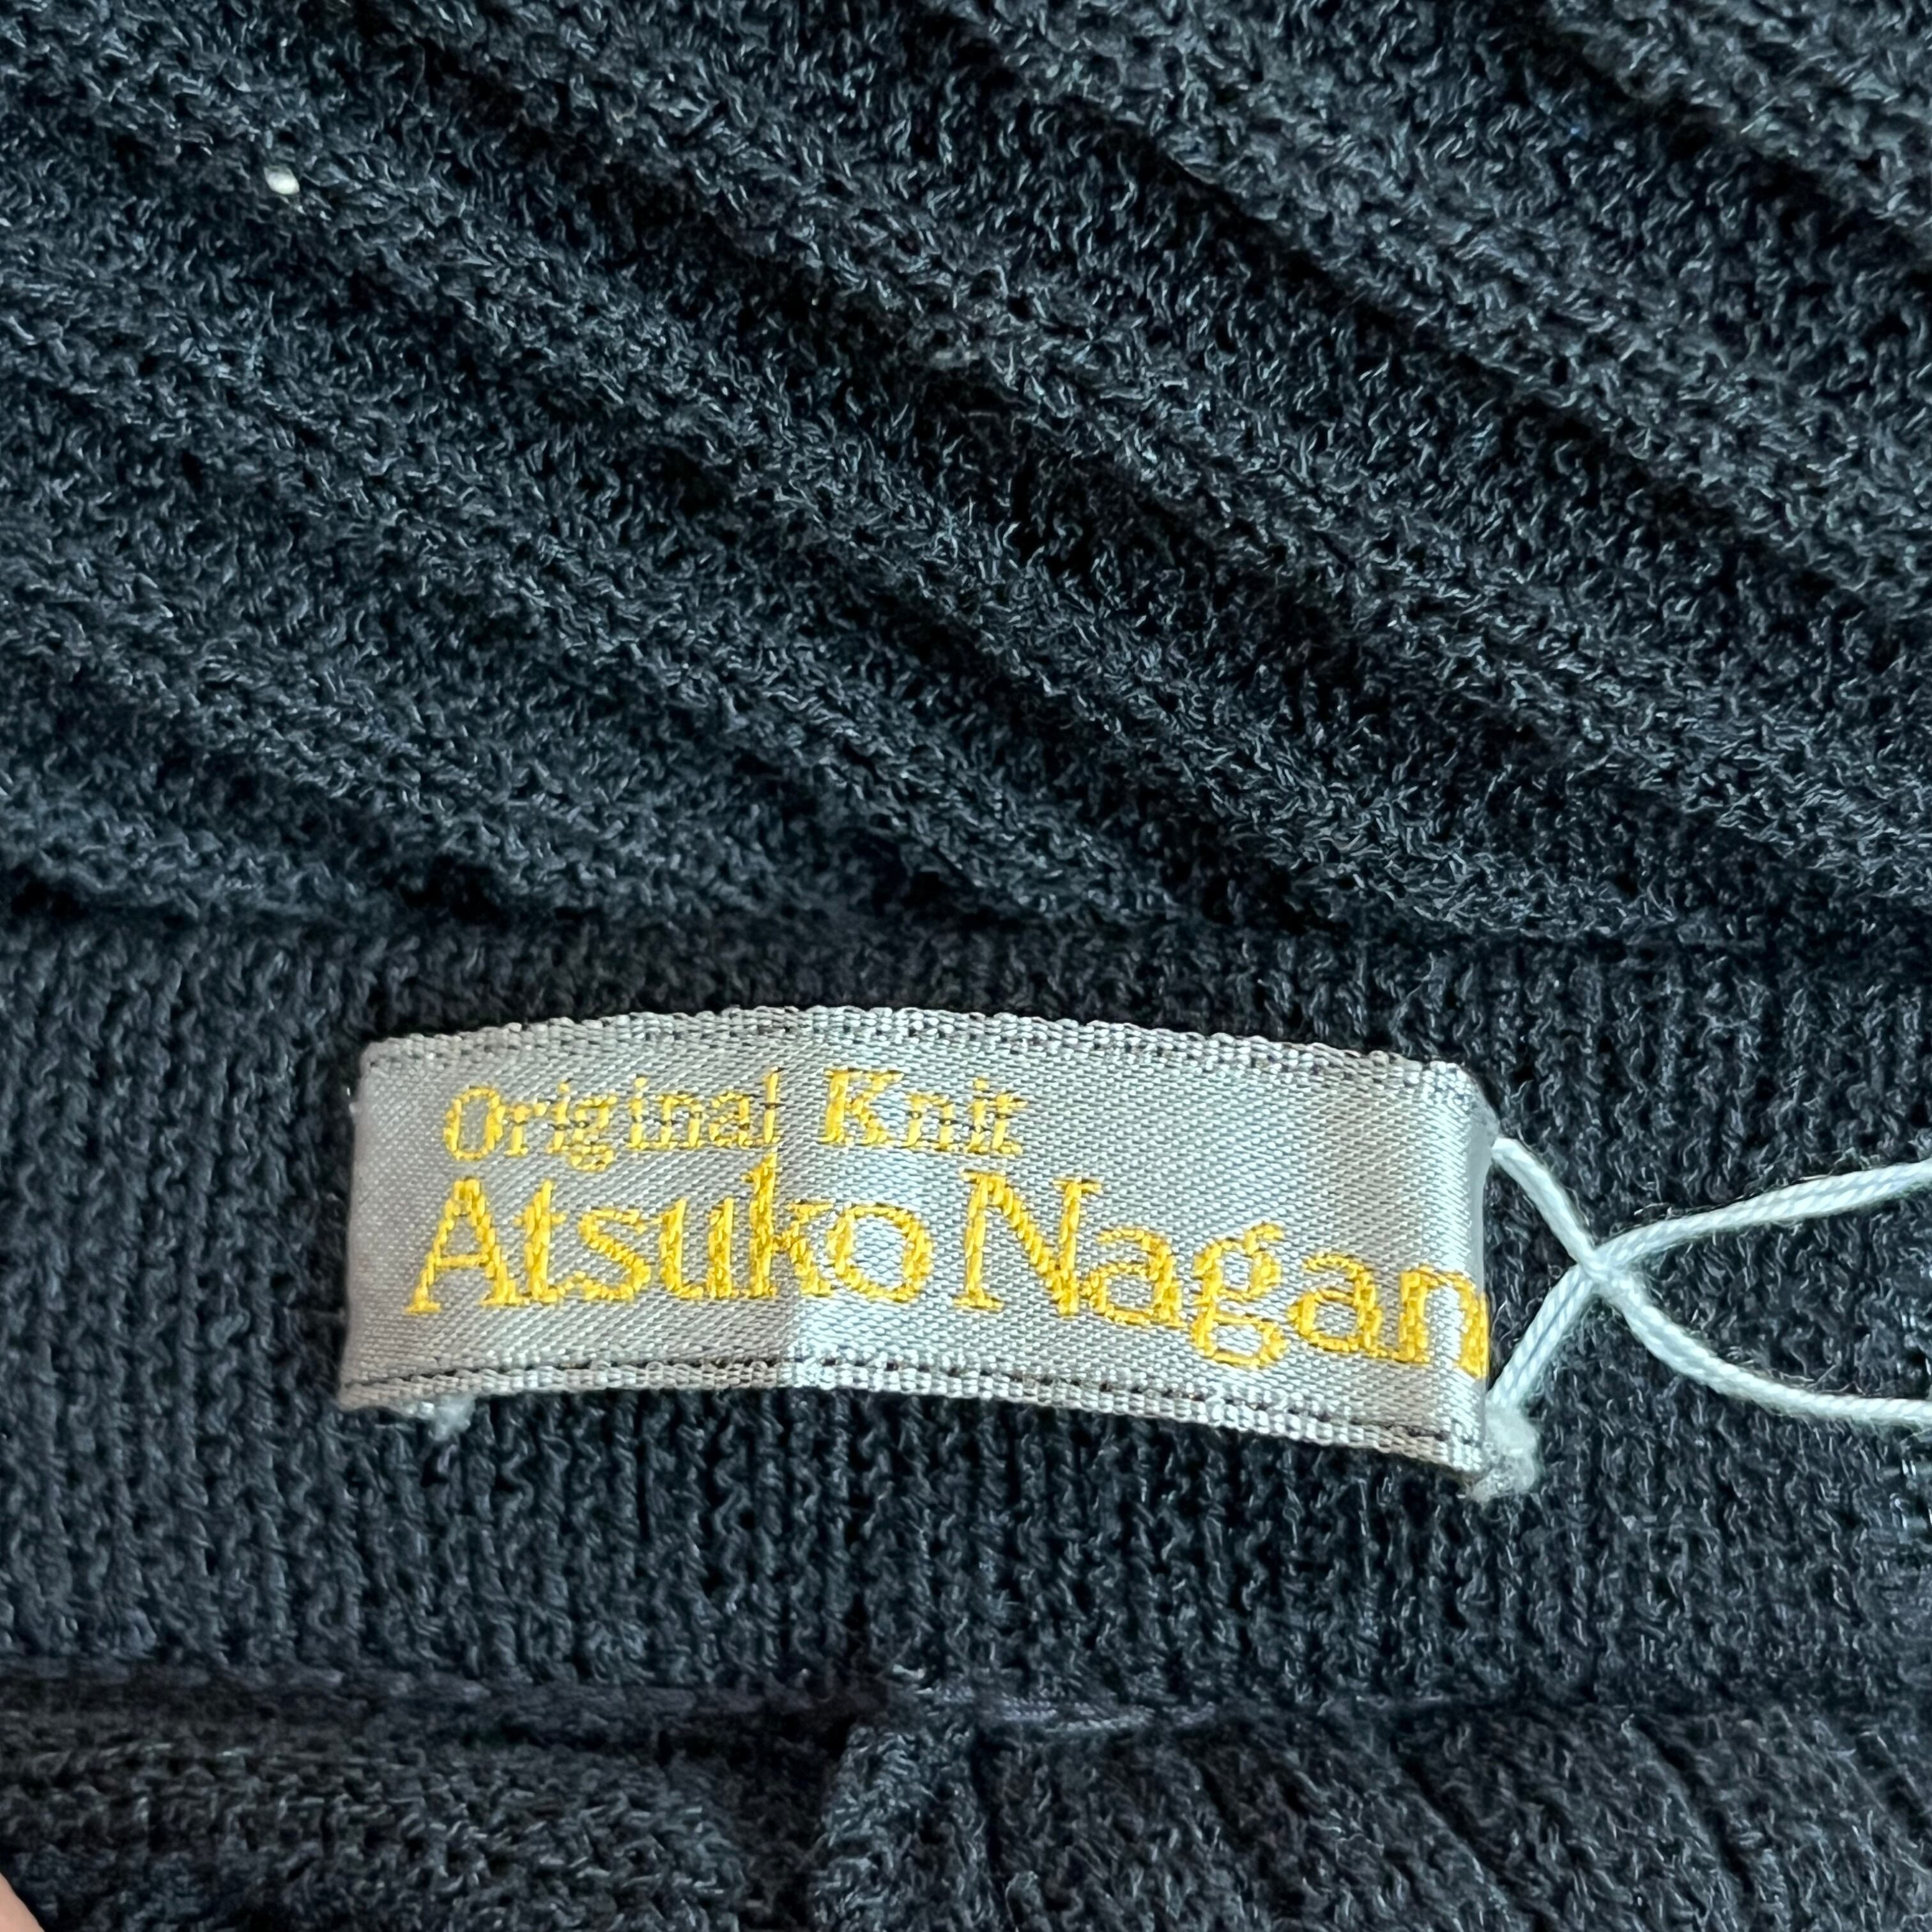 Original Knit
Atsuko Nagan